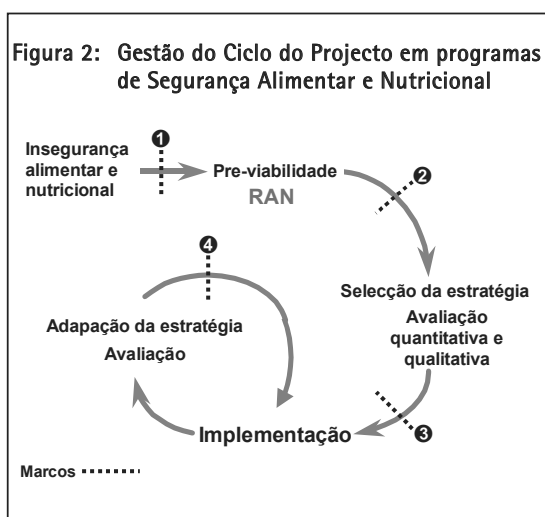 Figura 2: Gestão do Ciclo do Projecto em programas
de Segurança Alimentar e Nutricional
Insegurança
alimentar e
nutricional
❶
Pre-viabilidade
RAN
❷
❹
Selecção da estratégia
Avaliação
quantitativa e
qualitativa
Adapação da estratégia
Avaliação
❸
Implementação
Marcos